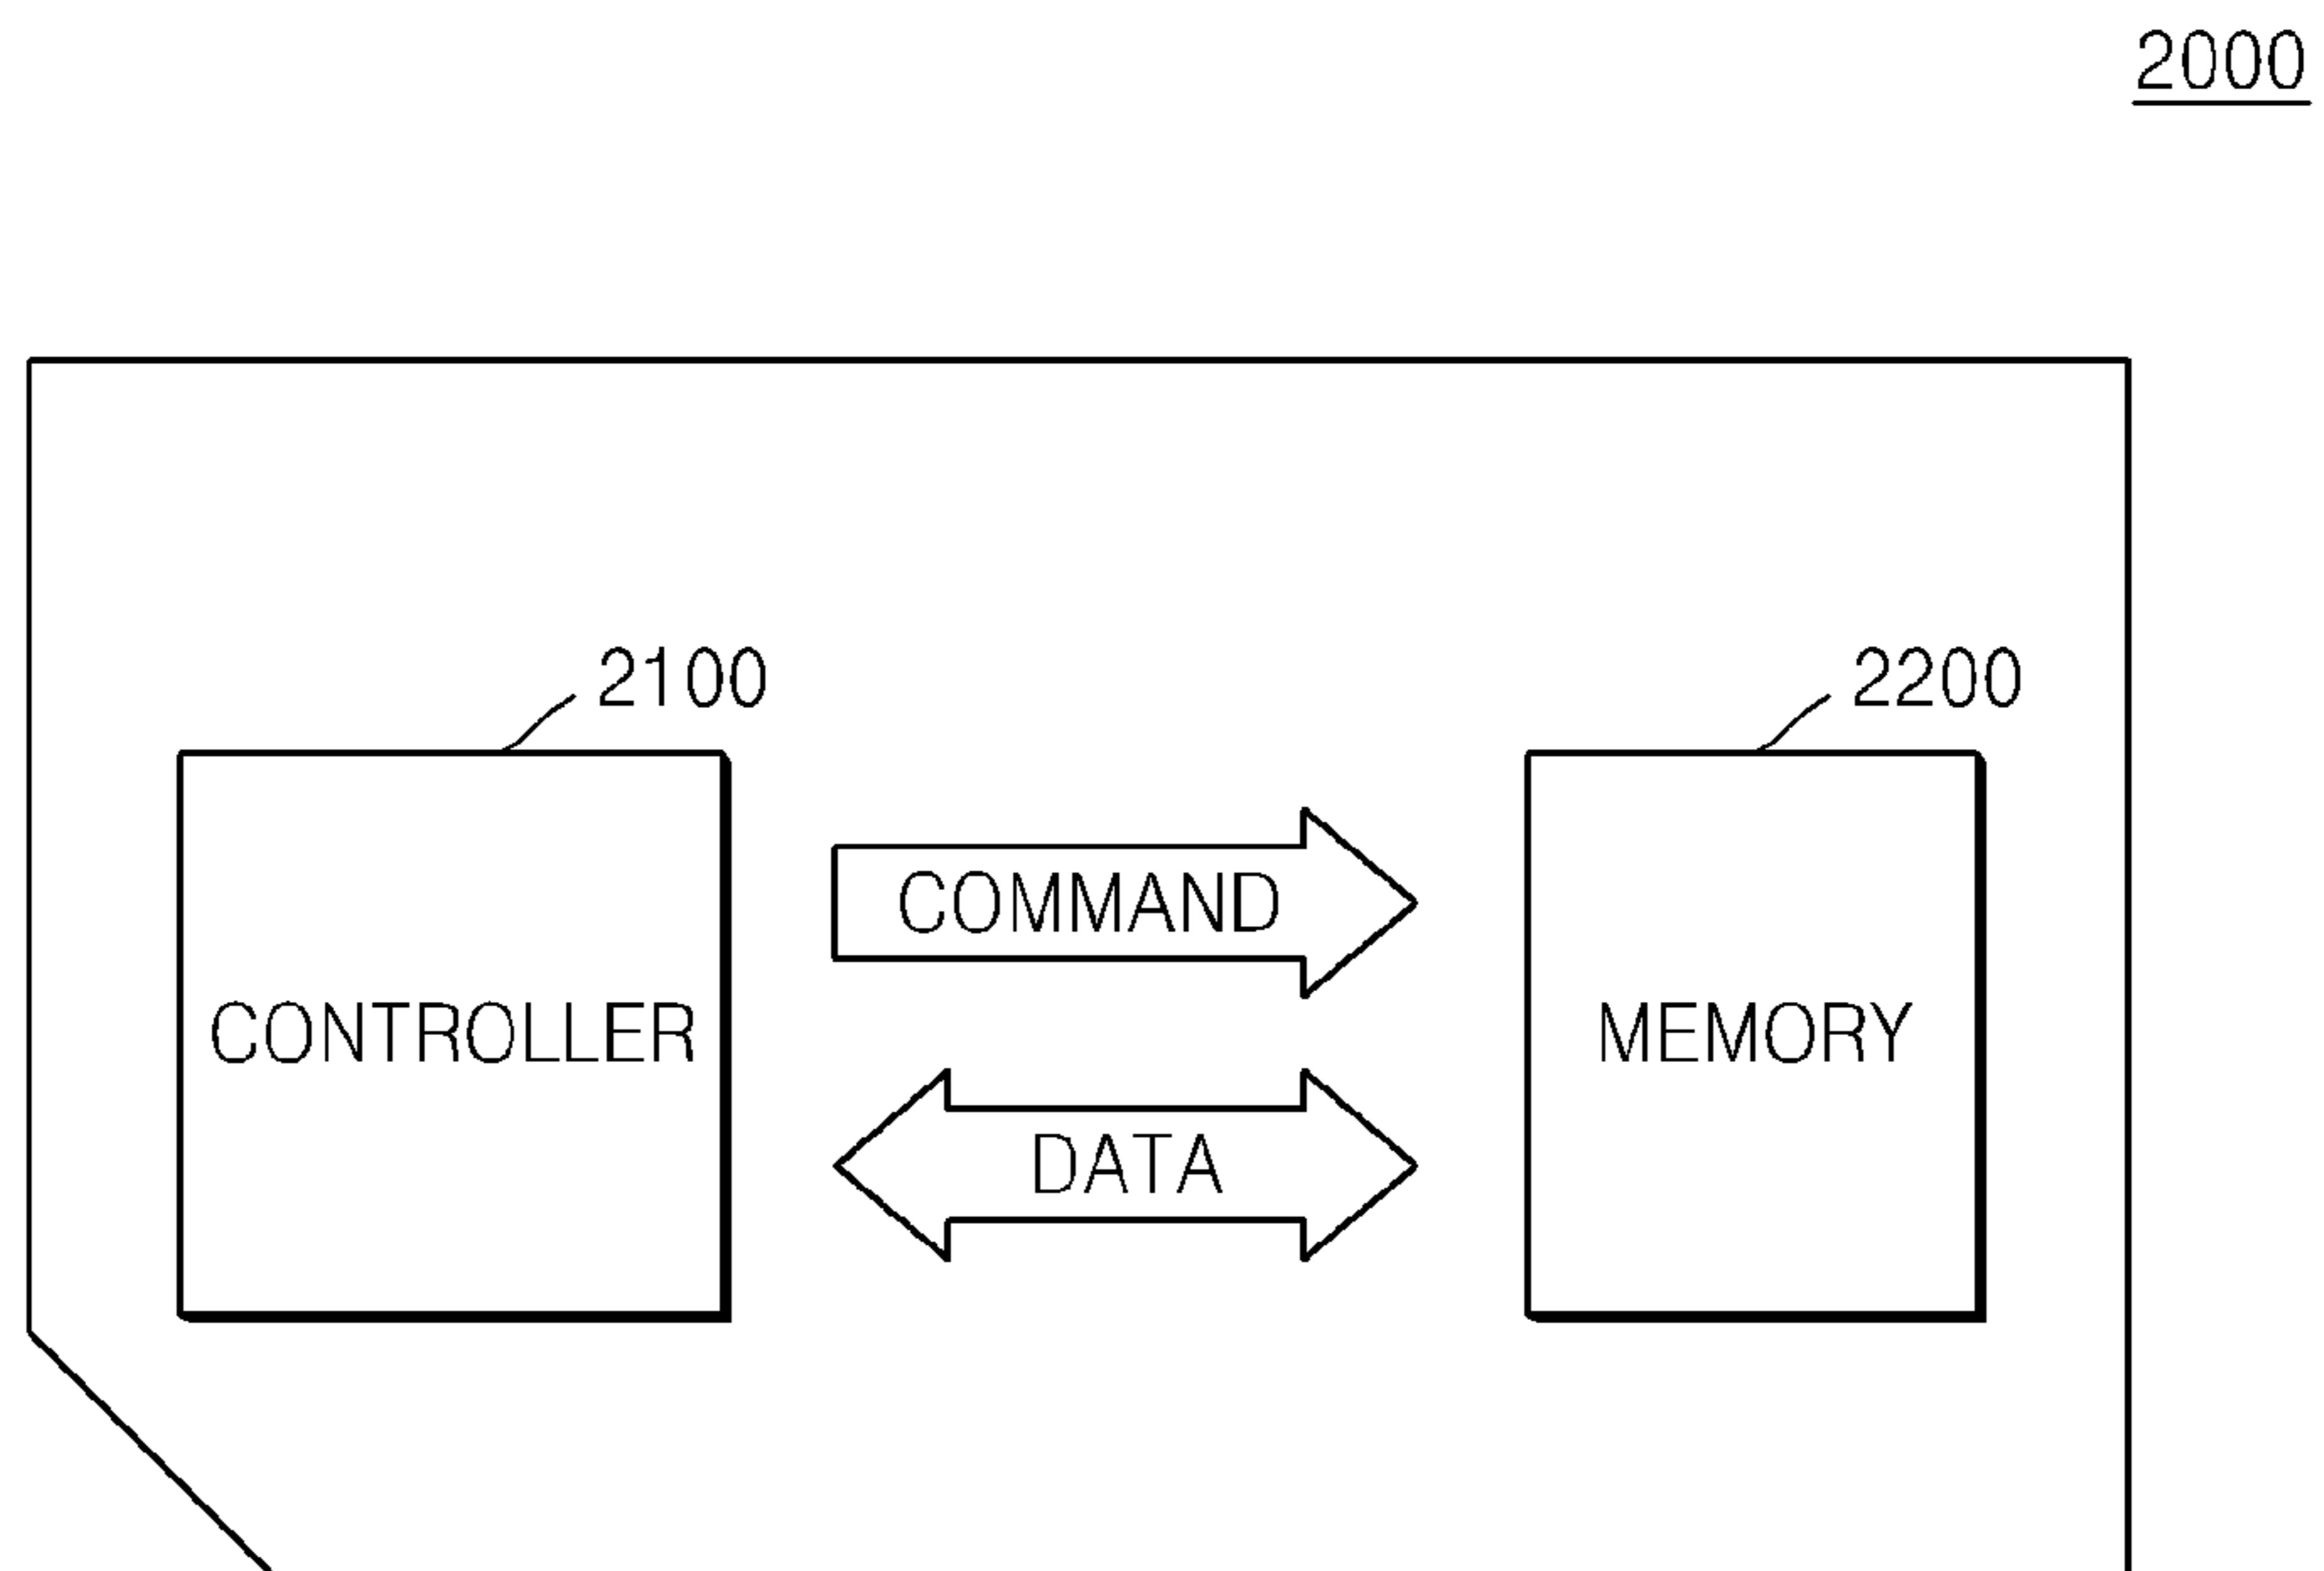 2000
2100
2200
COMMAND
CONTROLLER
MEMORY
DATA